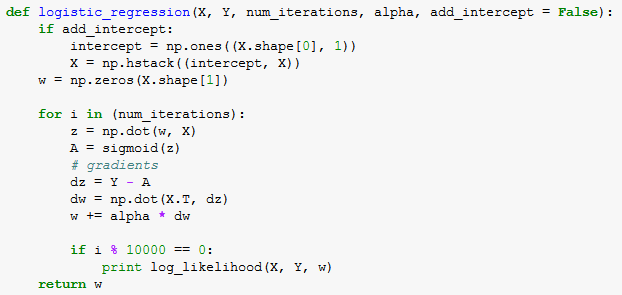 def logistic_regression(X, Y, num_iterations, alpha, add_intercept = False):
    if add_intercept:
        intercept = np.ones((X.shape[0], 1))
        X = np.hstack((intercept, X))
    w = np.zeros(X.shape[1])

    for i in (num_iterations):
        z = np.dot(w, X)
        A = sigmoid(z)
        # gradients
        dz = Y - A
        dw = np.dot(X.T, dz)
        w += alpha * dw

        if i % 10000 == 0:
            print log_likelihood(X, Y, w)
    return w